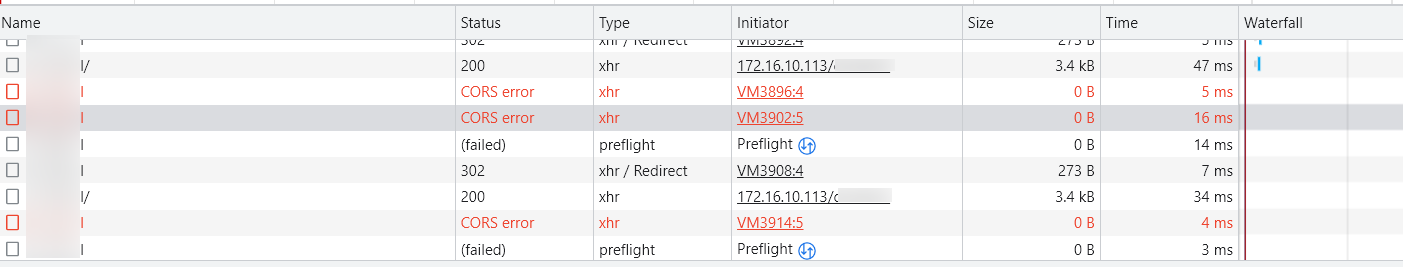 Name Status Type Initiator Size Time Waterfall
302 xhr / Redirect VM3892:4 273 B 5 ms
/ 200 xhr 172.16.10.113/ 3.4 kB 47 ms
CORS error xhr VM3896:4 0 B 5 ms
CORS error xhr VM3902:5 0 B 16 ms
(failed) preflight Preflight 0 B 14 ms
302 xhr / Redirect VM3908:4 273 B 7 ms
/ 200 xhr 172.16.10.113/ 3.4 kB 34 ms
CORS error xhr VM3914:5 0 B 4 ms
(failed) preflight Preflight 0 B 3 ms